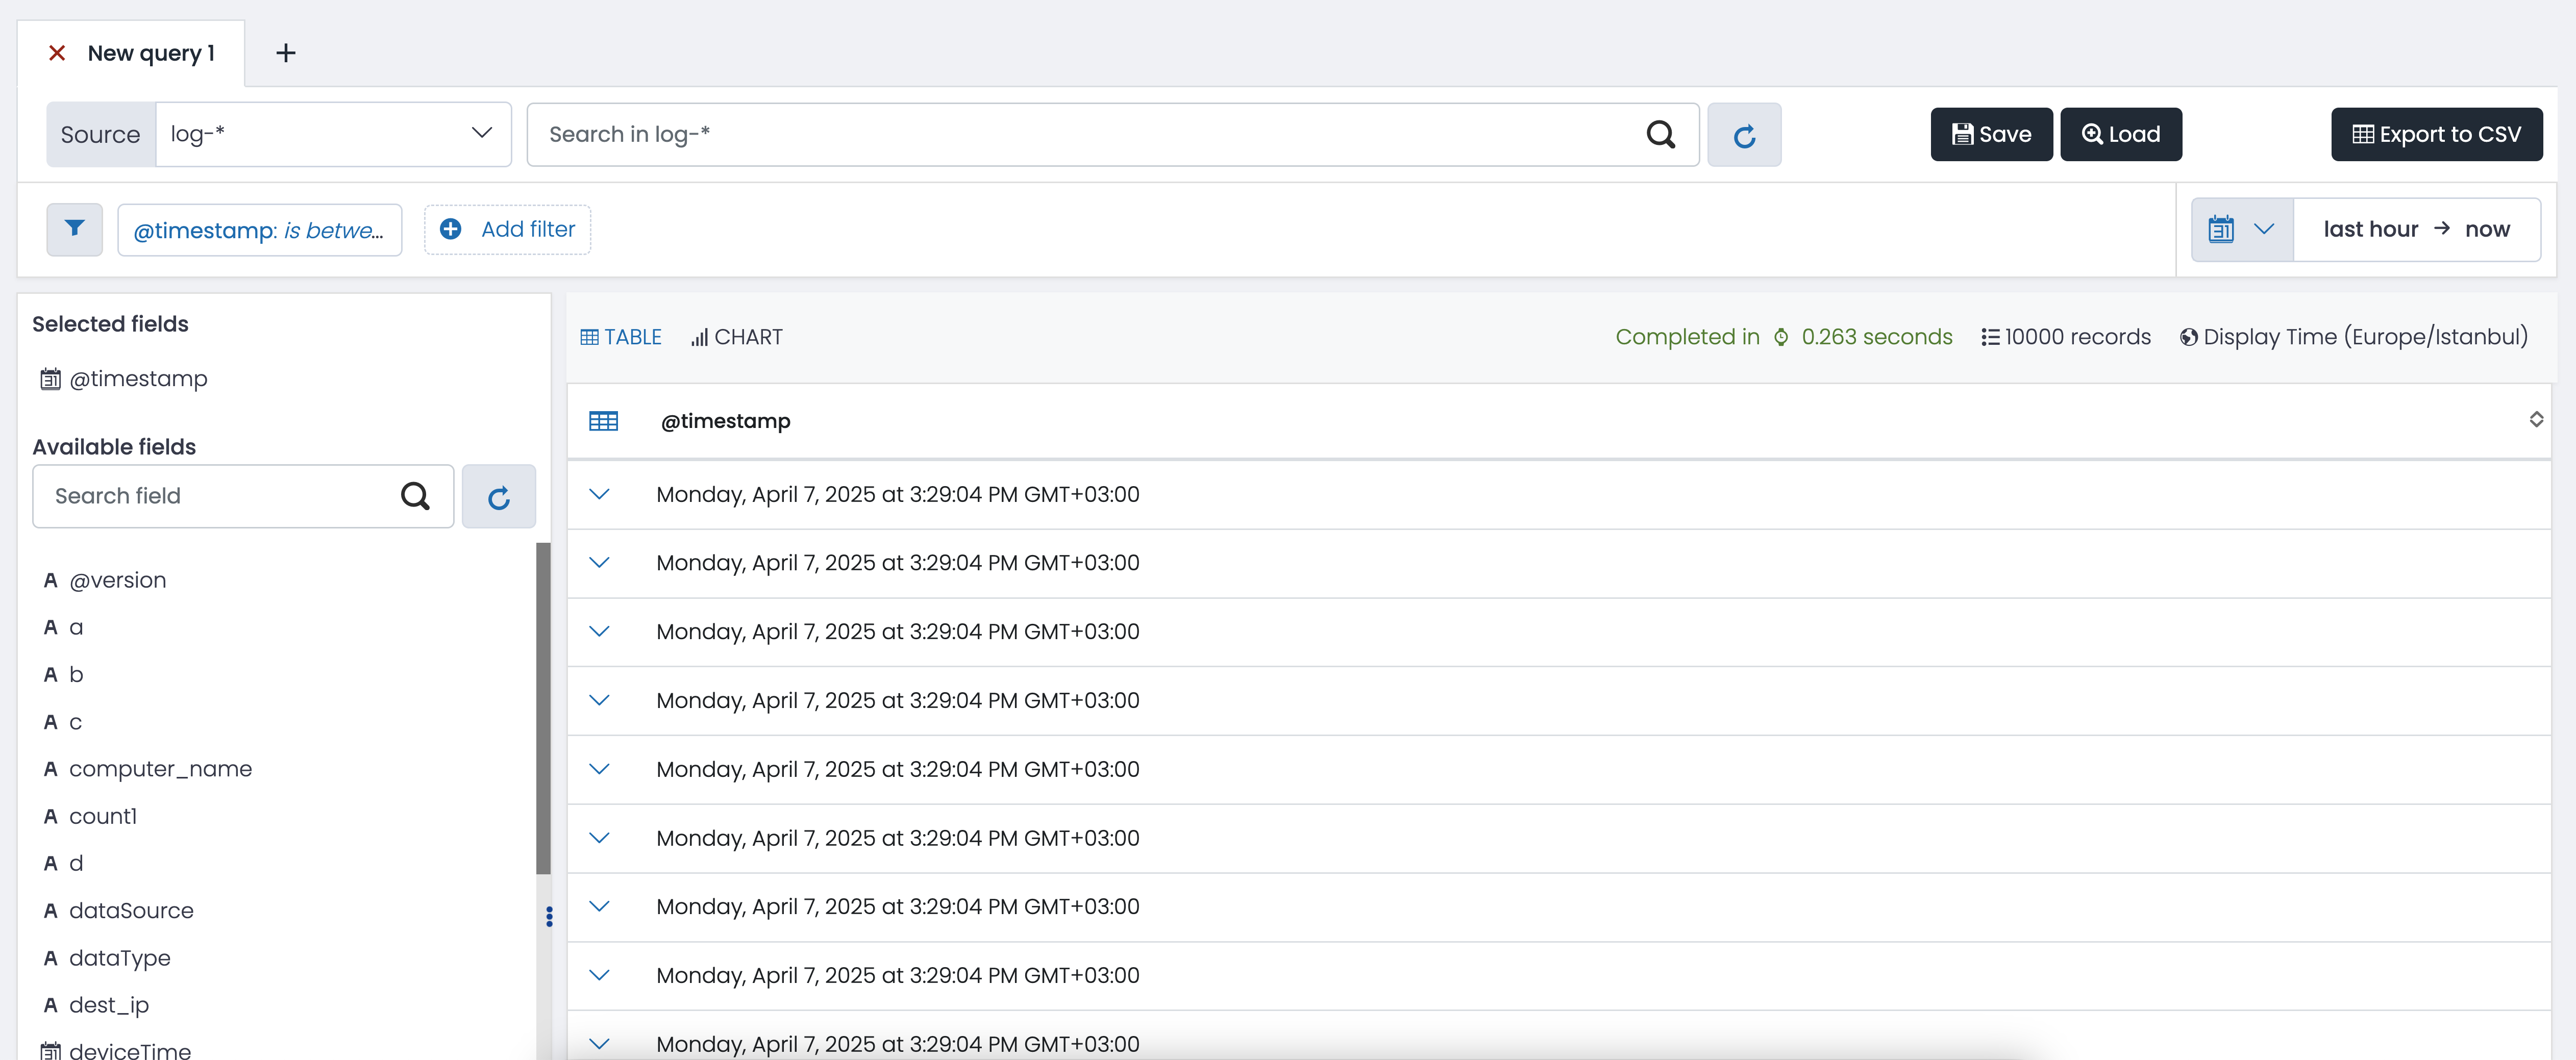 New query 1
Source log-* Search in log-* Save Load Export to CSV
@timestamp: is betwe... Add filter last hour → now
Selected fields
@timestamp
Available fields
Search field
@version
a
b
c
computer_name
count1
d
dataSource
dataType
dest_ip
deviceTime
TABLE CHART Completed in 0.263 seconds 10000 records Display Time (Europe/Istanbul)
@timestamp
Monday, April 7, 2025 at 3:29:04 PM GMT+03:00
Monday, April 7, 2025 at 3:29:04 PM GMT+03:00
Monday, April 7, 2025 at 3:29:04 PM GMT+03:00
Monday, April 7, 2025 at 3:29:04 PM GMT+03:00
Monday, April 7, 2025 at 3:29:04 PM GMT+03:00
Monday, April 7, 2025 at 3:29:04 PM GMT+03:00
Monday, April 7, 2025 at 3:29:04 PM GMT+03:00
Monday, April 7, 2025 at 3:29:04 PM GMT+03:00
Monday, April 7, 2025 at 3:29:04 PM GMT+03:00